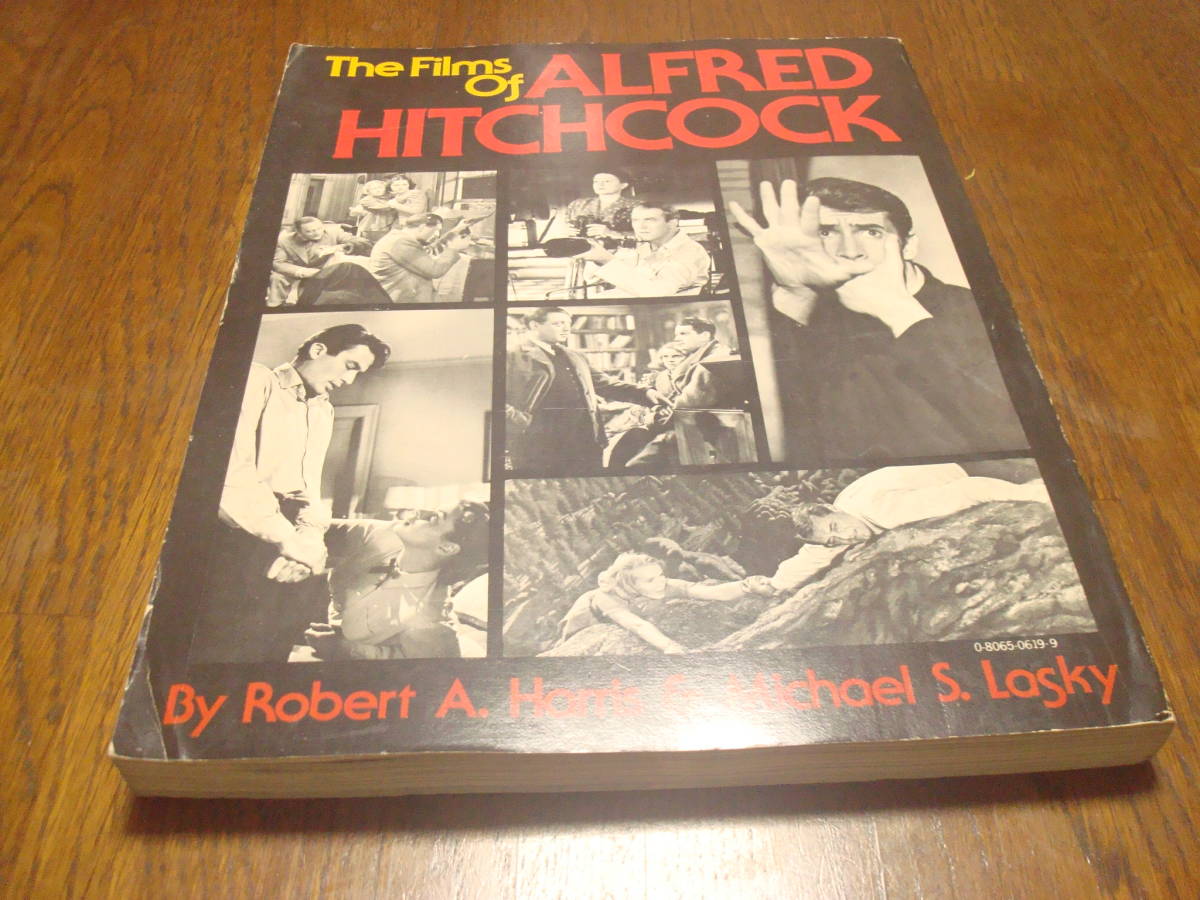 The Films
Of ALFRED
HITCHCOCK
0-8065-0619-9
By Robert A. Harris & Michael S. Lasky